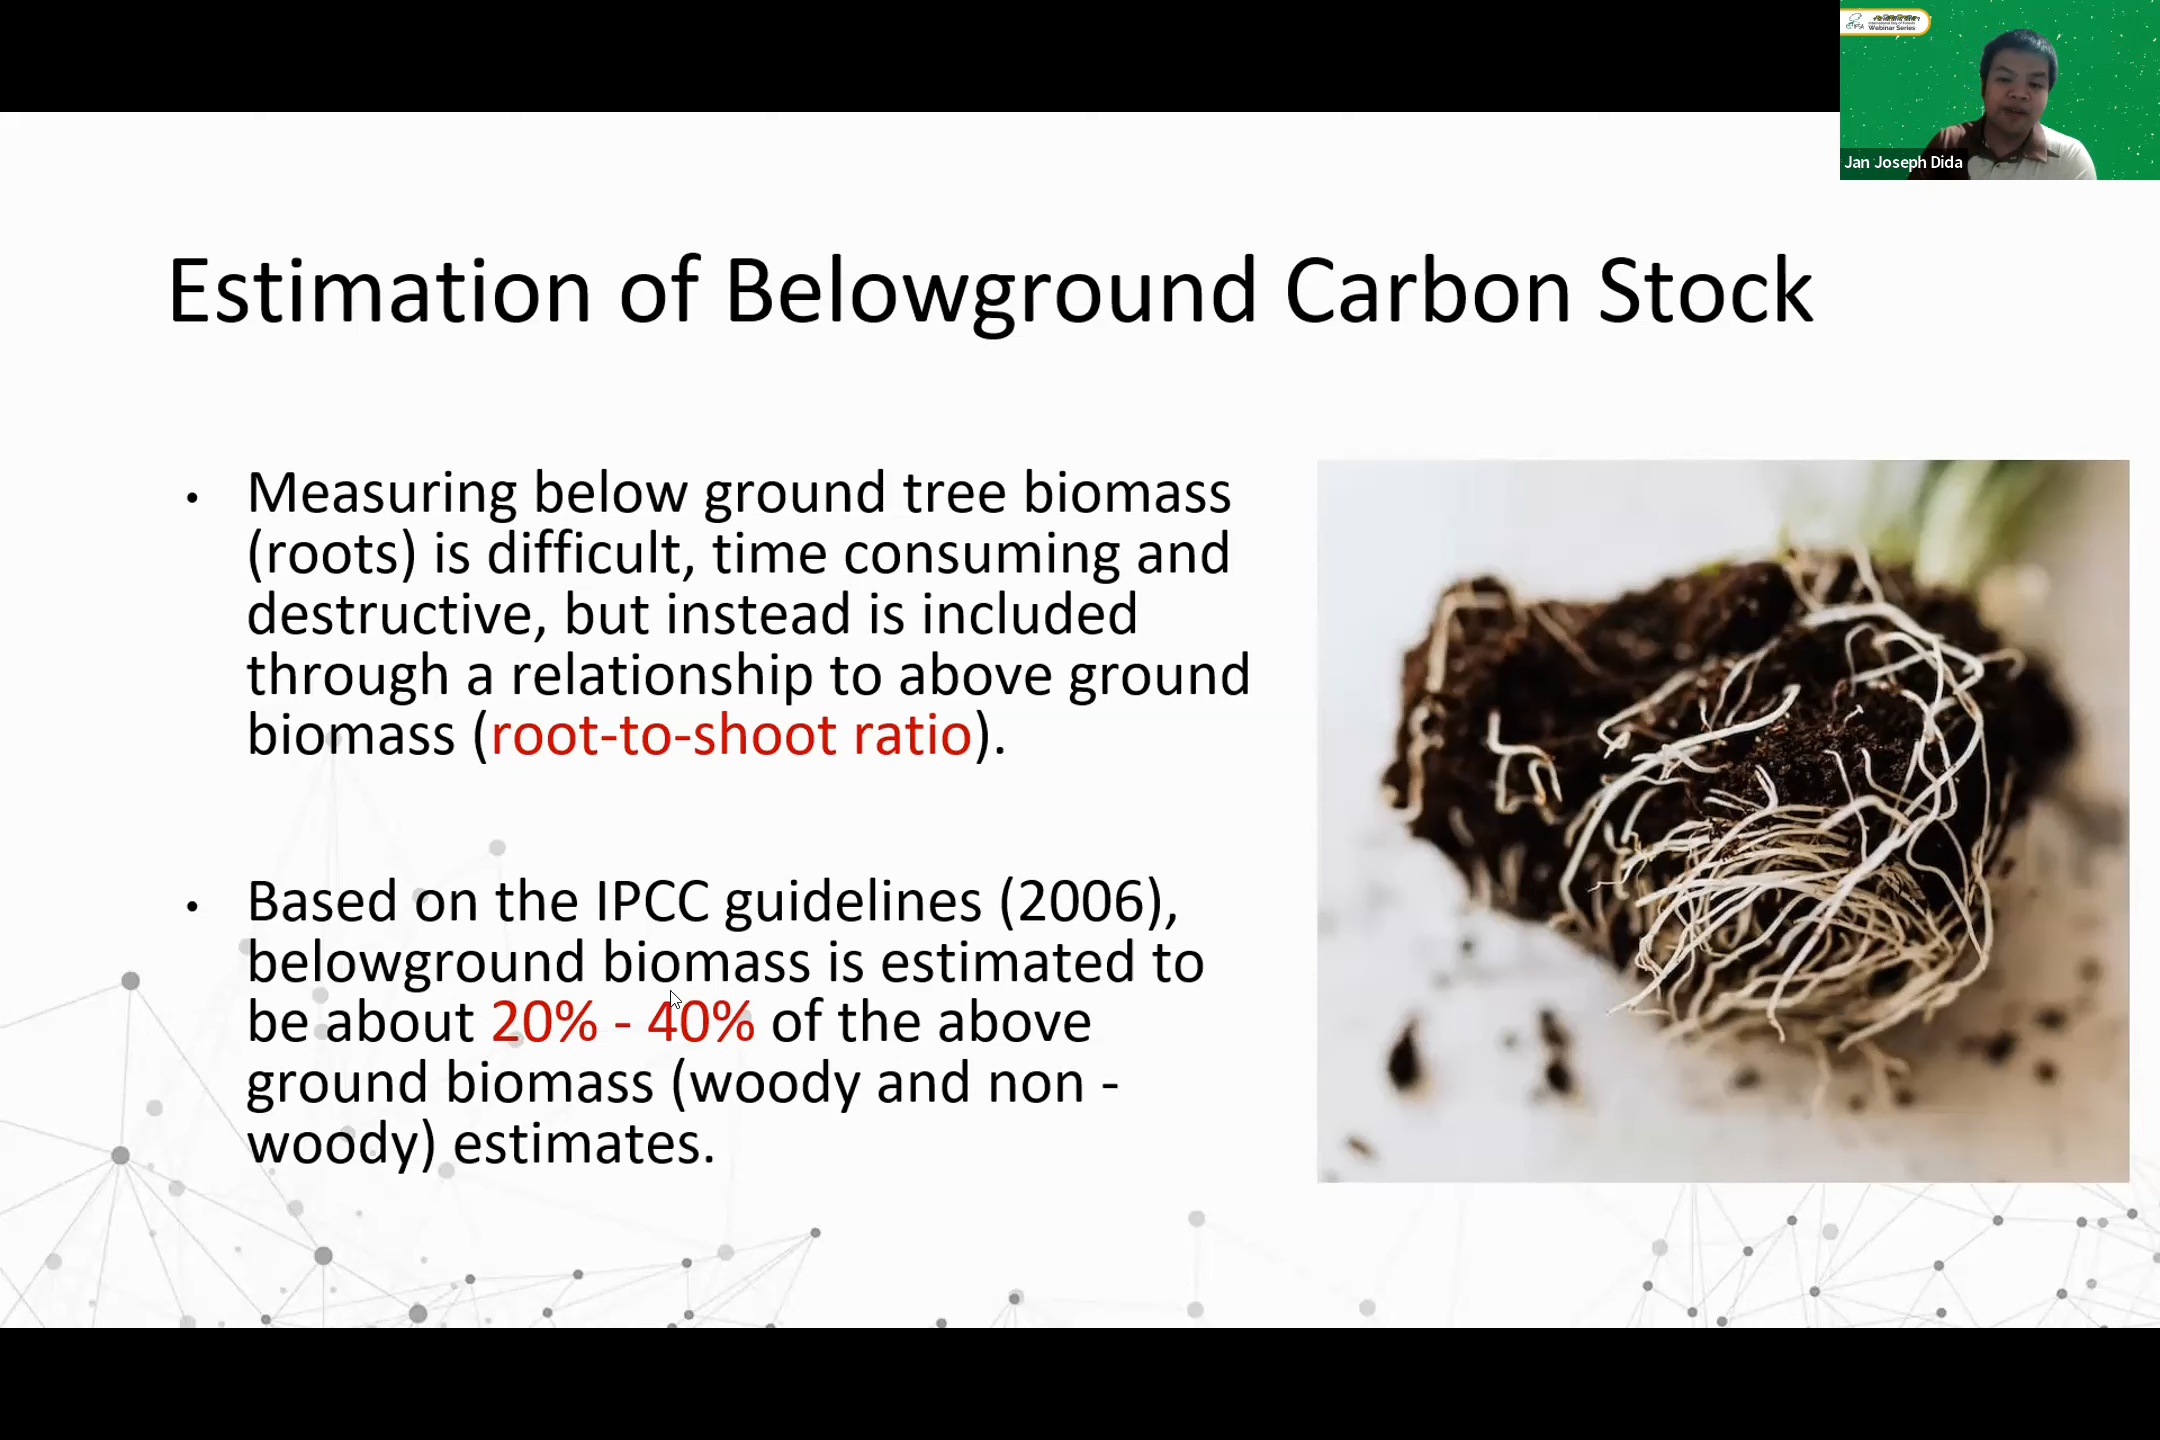 Webinar Series
Jan Joseph Dida
Estimation of Belowground Carbon Stock
• Measuring below ground tree biomass
(roots) is difficult, time consuming and
destructive, but instead is included
through a relationship to above ground
biomass (root-to-shoot ratio).
• Based on the IPCC guidelines (2006),
belowground biomass is estimated to
be about 20% - 40% of the above
ground biomass (woody and non -
woody) estimates.